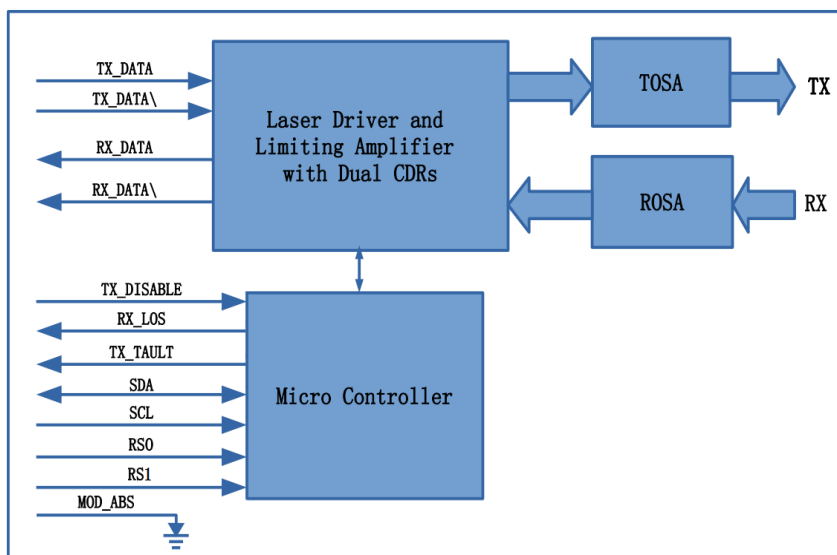 TX_DATA
TX_DATA\
RX_DATA
RX_DATA\
Laser Driver and
Limiting Amplifier
with Dual CDRs
TOSA
TX
ROSA
RX
TX_DISABLE
RX_LOS
TX_TAULT
SDA
SCL
RS0
RS1
MOD_ABS
Micro Controller